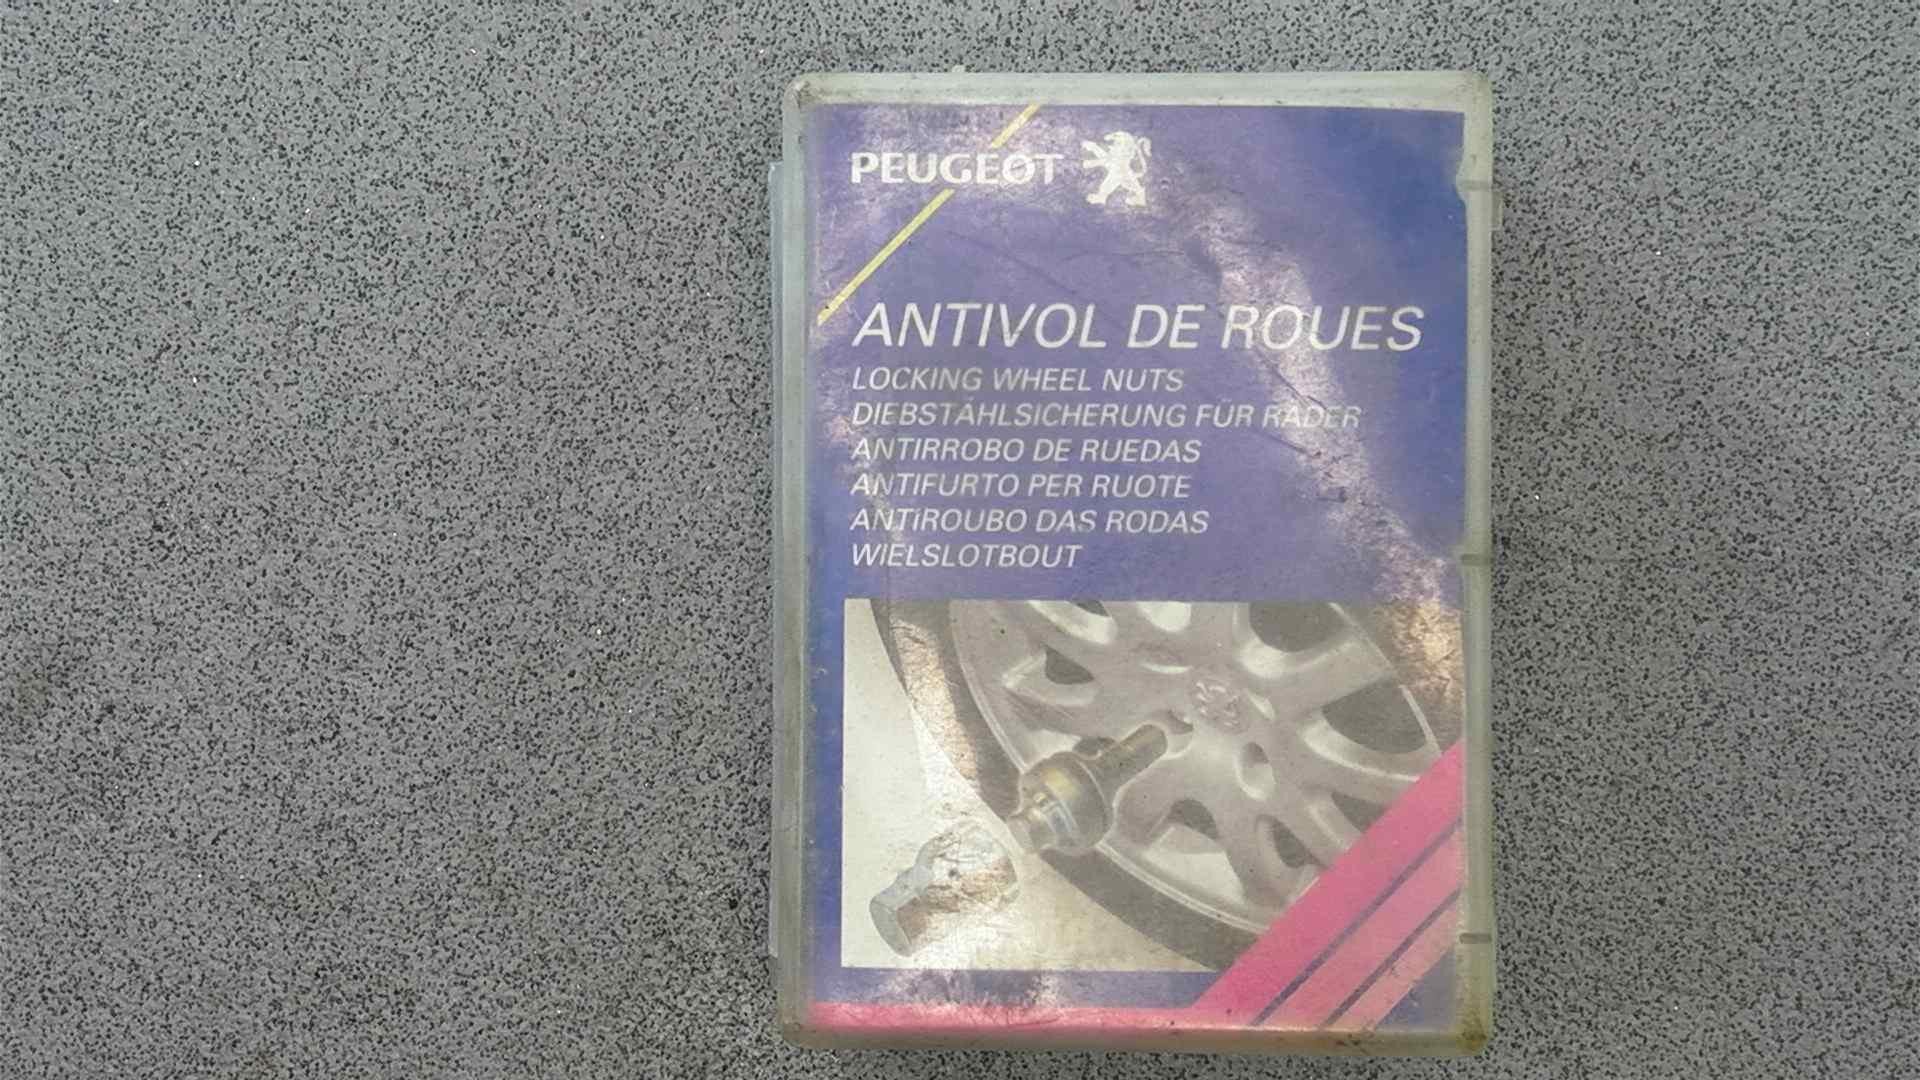 PEUGEOT
ANTIVOL DE ROUES
LOCKING WHEEL NUTS
DIEBSTAHLSICHERUNG FÜR RÄDER
ANTIRROBO DE RUEDAS
ANTIFURTO PER RUOTE
ANTIROUBO DAS RODAS
WIELSLOTBOUT